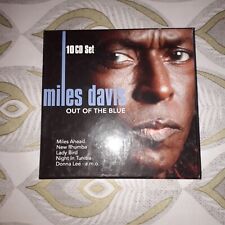 10 CD Set
miles davis
OUT OF THE BLUE
Miles Ahead
New Rhumba
Lady Bird
Night In Tunisia
Donna Lee · a.m.o.